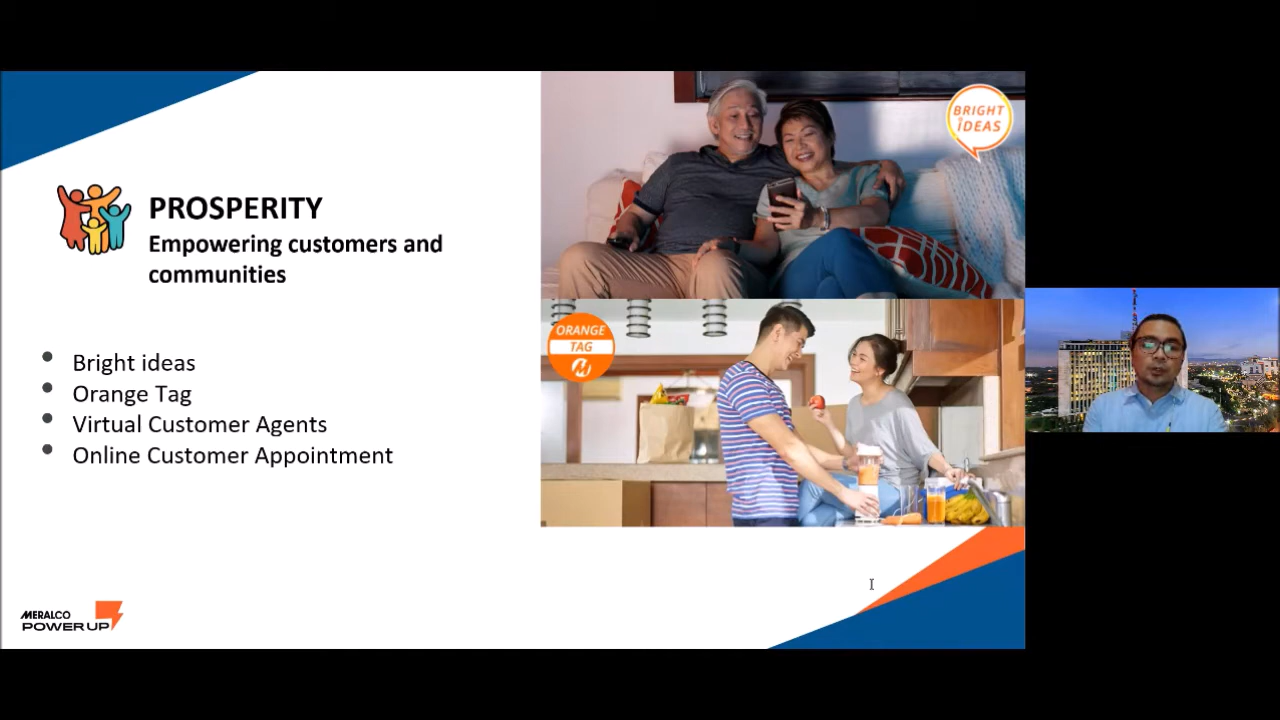 PROSPERITY
Empowering customers and
communities
• Bright ideas
• Orange Tag
• Virtual Customer Agents
• Online Customer Appointment
BRIGHT
IDEAS
ORANGE
TAG
MERALCO
POWER UP